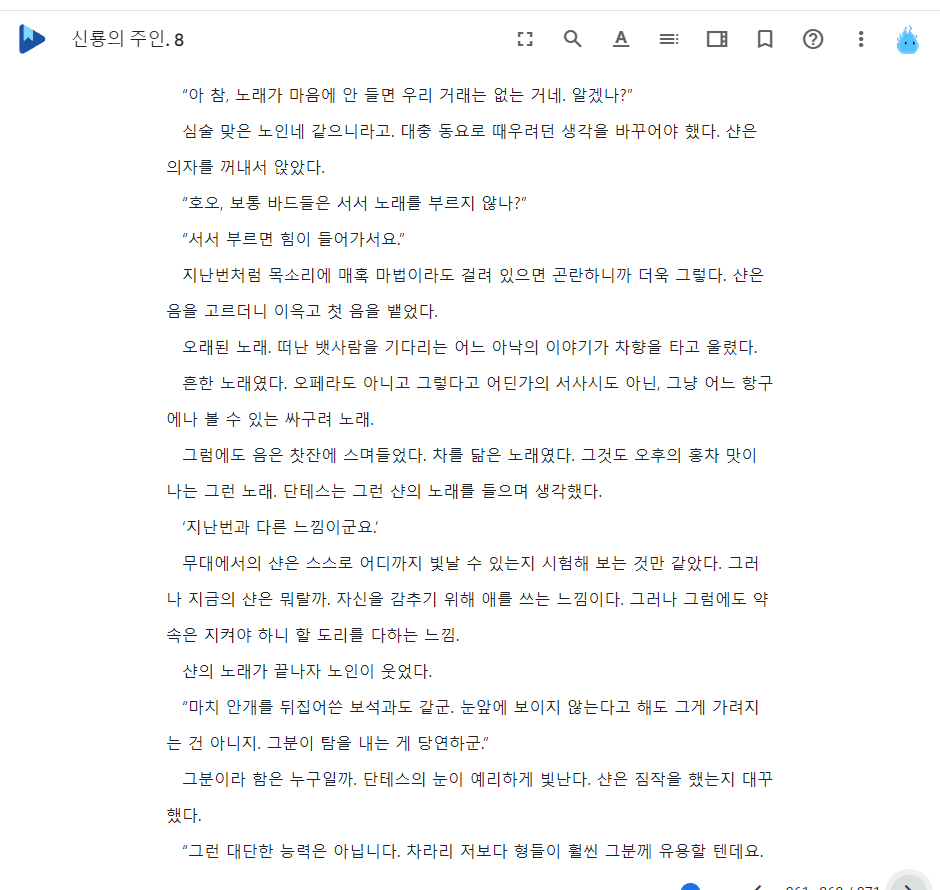 신룡의 주인. 8
"아 참, 노래가 마음에 안 들면 우리 거래는 없는 거네. 알겠나?"
심술 맞은 노인네 같으니라고. 대충 동요로 때우려던 생각을 바꾸어야 했다. 샨은
의자를 꺼내서 앉았다.
"호오, 보통 바드들은 서서 노래를 부르지 않나?"
"서서 부르면 힘이 들어가서요."
지난번처럼 목소리에 매혹 마법이라도 걸려 있으면 곤란하니까 더욱 그렇다. 샨은
음을 고르더니 이윽고 첫 음을 뱉었다.
오래된 노래. 떠난 뱃사람을 기다리는 어느 아낙의 이야기가 차향을 타고 울렸다.
흔한 노래였다. 오페라도 아니고 그렇다고 어딘가의 서사시도 아닌, 그냥 어느 항구
에나 볼 수 있는 싸구려 노래.
그럼에도 음은 찻잔에 스며들었다. 차를 닮은 노래였다. 그것도 오후의 홍차 맛이
나는 그런 노래. 단테스는 그런 샨의 노래를 들으며 생각했다.
'지난번과 다른 느낌이군요.'
무대에서의 샨은 스스로 어디까지 빛날 수 있는지 시험해 보는 것만 같았다. 그러
나 지금의 샨은 뭐랄까. 자신을 감추기 위해 애를 쓰는 느낌이다. 그러나 그럼에도 약
속은 지켜야 하니 할 도리를 다하는 느낌.
샨의 노래가 끝나자 노인이 웃었다.
"마치 안개를 뒤집어쓴 보석과도 같군. 눈앞에 보이지 않는다고 해도 그게 가려지
는 건 아니지. 그분이 탐을 내는 게 당연하군."
그분이라 함은 누구일까. 단테스의 눈이 예리하게 빛난다. 샨은 짐작을 했는지 대꾸
했다.
"그런 대단한 능력은 아닙니다. 차라리 저보다 형들이 훨씬 그분께 유용할 텐데요.